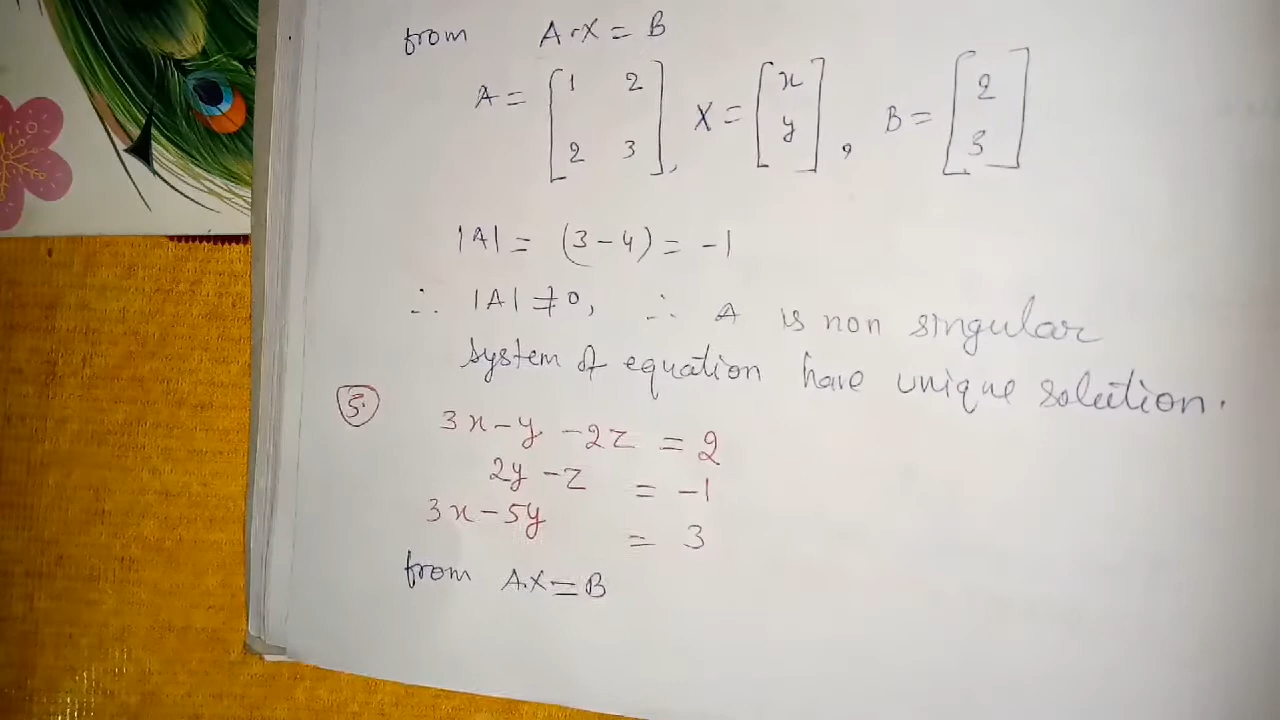 from A·X = B
A = [1 2
2 3], X = [x
y], B = [2
3]
|A| = (3-4) = -1
∴ |A| ≠ 0, ∴ A is non singular
system of equation have unique solution.
5. 3x-y-2z = 2
2y-z = -1
3x-5y = 3
from A.X = B